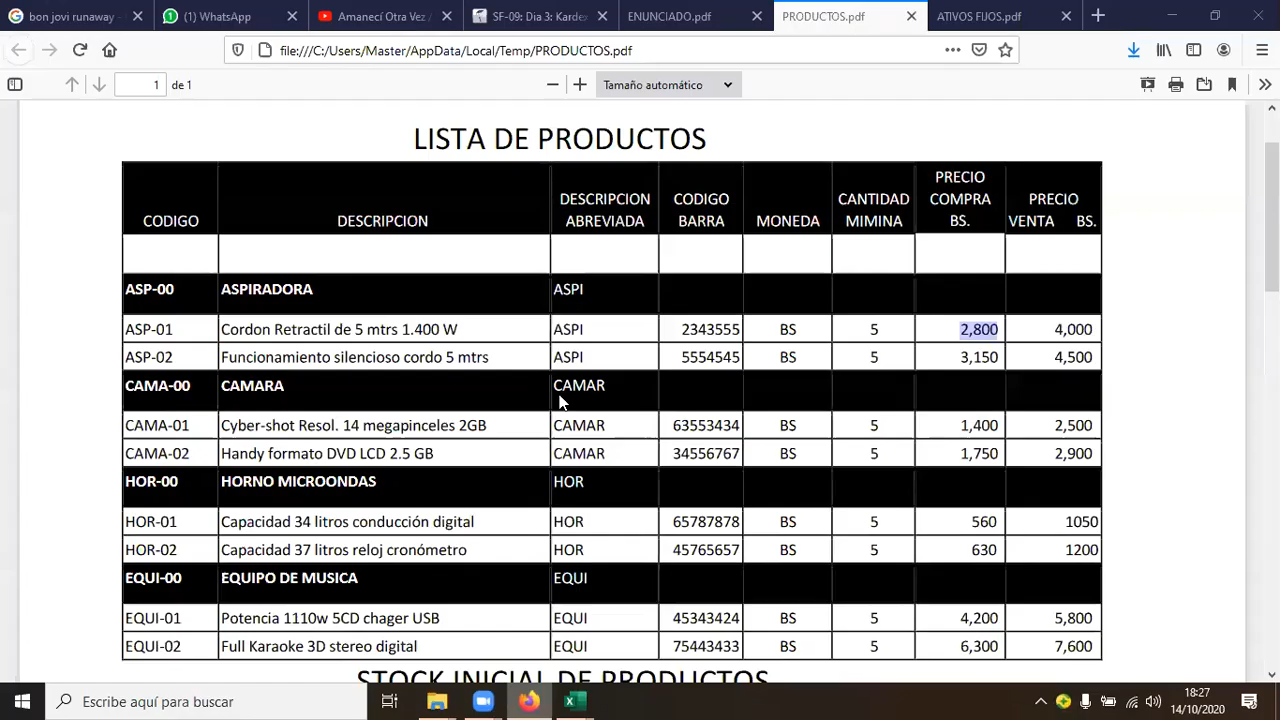 bon jovi runaway -
(1) WhatsApp
Amanecí Otra Vez /
SF-09: Dia 3: Kardex
ENUNCIADO.pdf
PRODUCTOS.pdf
ATIVOS FIJOS.pdf
file:///C:/Users/Master/AppData/Local/Temp/PRODUCTOS.pdf
1 de 1
Tamaño automático
LISTA DE PRODUCTOS
CODIGO DESCRIPCION DESCRIPCION ABREVIADA CODIGO BARRA MONEDA CANTIDAD MIMINA PRECIO COMPRA BS. PRECIO VENTA BS.
ASP-00 ASPIRADORA ASPI
ASP-01 Cordon Retractil de 5 mtrs 1.400 W ASPI 2343555 BS 5 2,800 4,000
ASP-02 Funcionamiento silencioso cordo 5 mtrs ASPI 5554545 BS 5 3,150 4,500
CAMA-00 CAMARA CAMAR
CAMA-01 Cyber-shot Resol. 14 megapinceles 2GB CAMAR 63553434 BS 5 1,400 2,500
CAMA-02 Handy formato DVD LCD 2.5 GB CAMAR 34556767 BS 5 1,750 2,900
HOR-00 HORNO MICROONDAS HOR
HOR-01 Capacidad 34 litros conducción digital HOR 65787878 BS 5 560 1050
HOR-02 Capacidad 37 litros reloj cronómetro HOR 45765657 BS 5 630 1200
EQUI-00 EQUIPO DE MUSICA EQUI
EQUI-01 Potencia 1110w 5CD chager USB EQUI 45343424 BS 5 4,200 5,800
EQUI-02 Full Karaoke 3D stereo digital EQUI 75443433 BS 5 6,300 7,600
STOCK INICIAL DE PRODUCTOS
Escribe aquí para buscar
18:27
14/10/2020